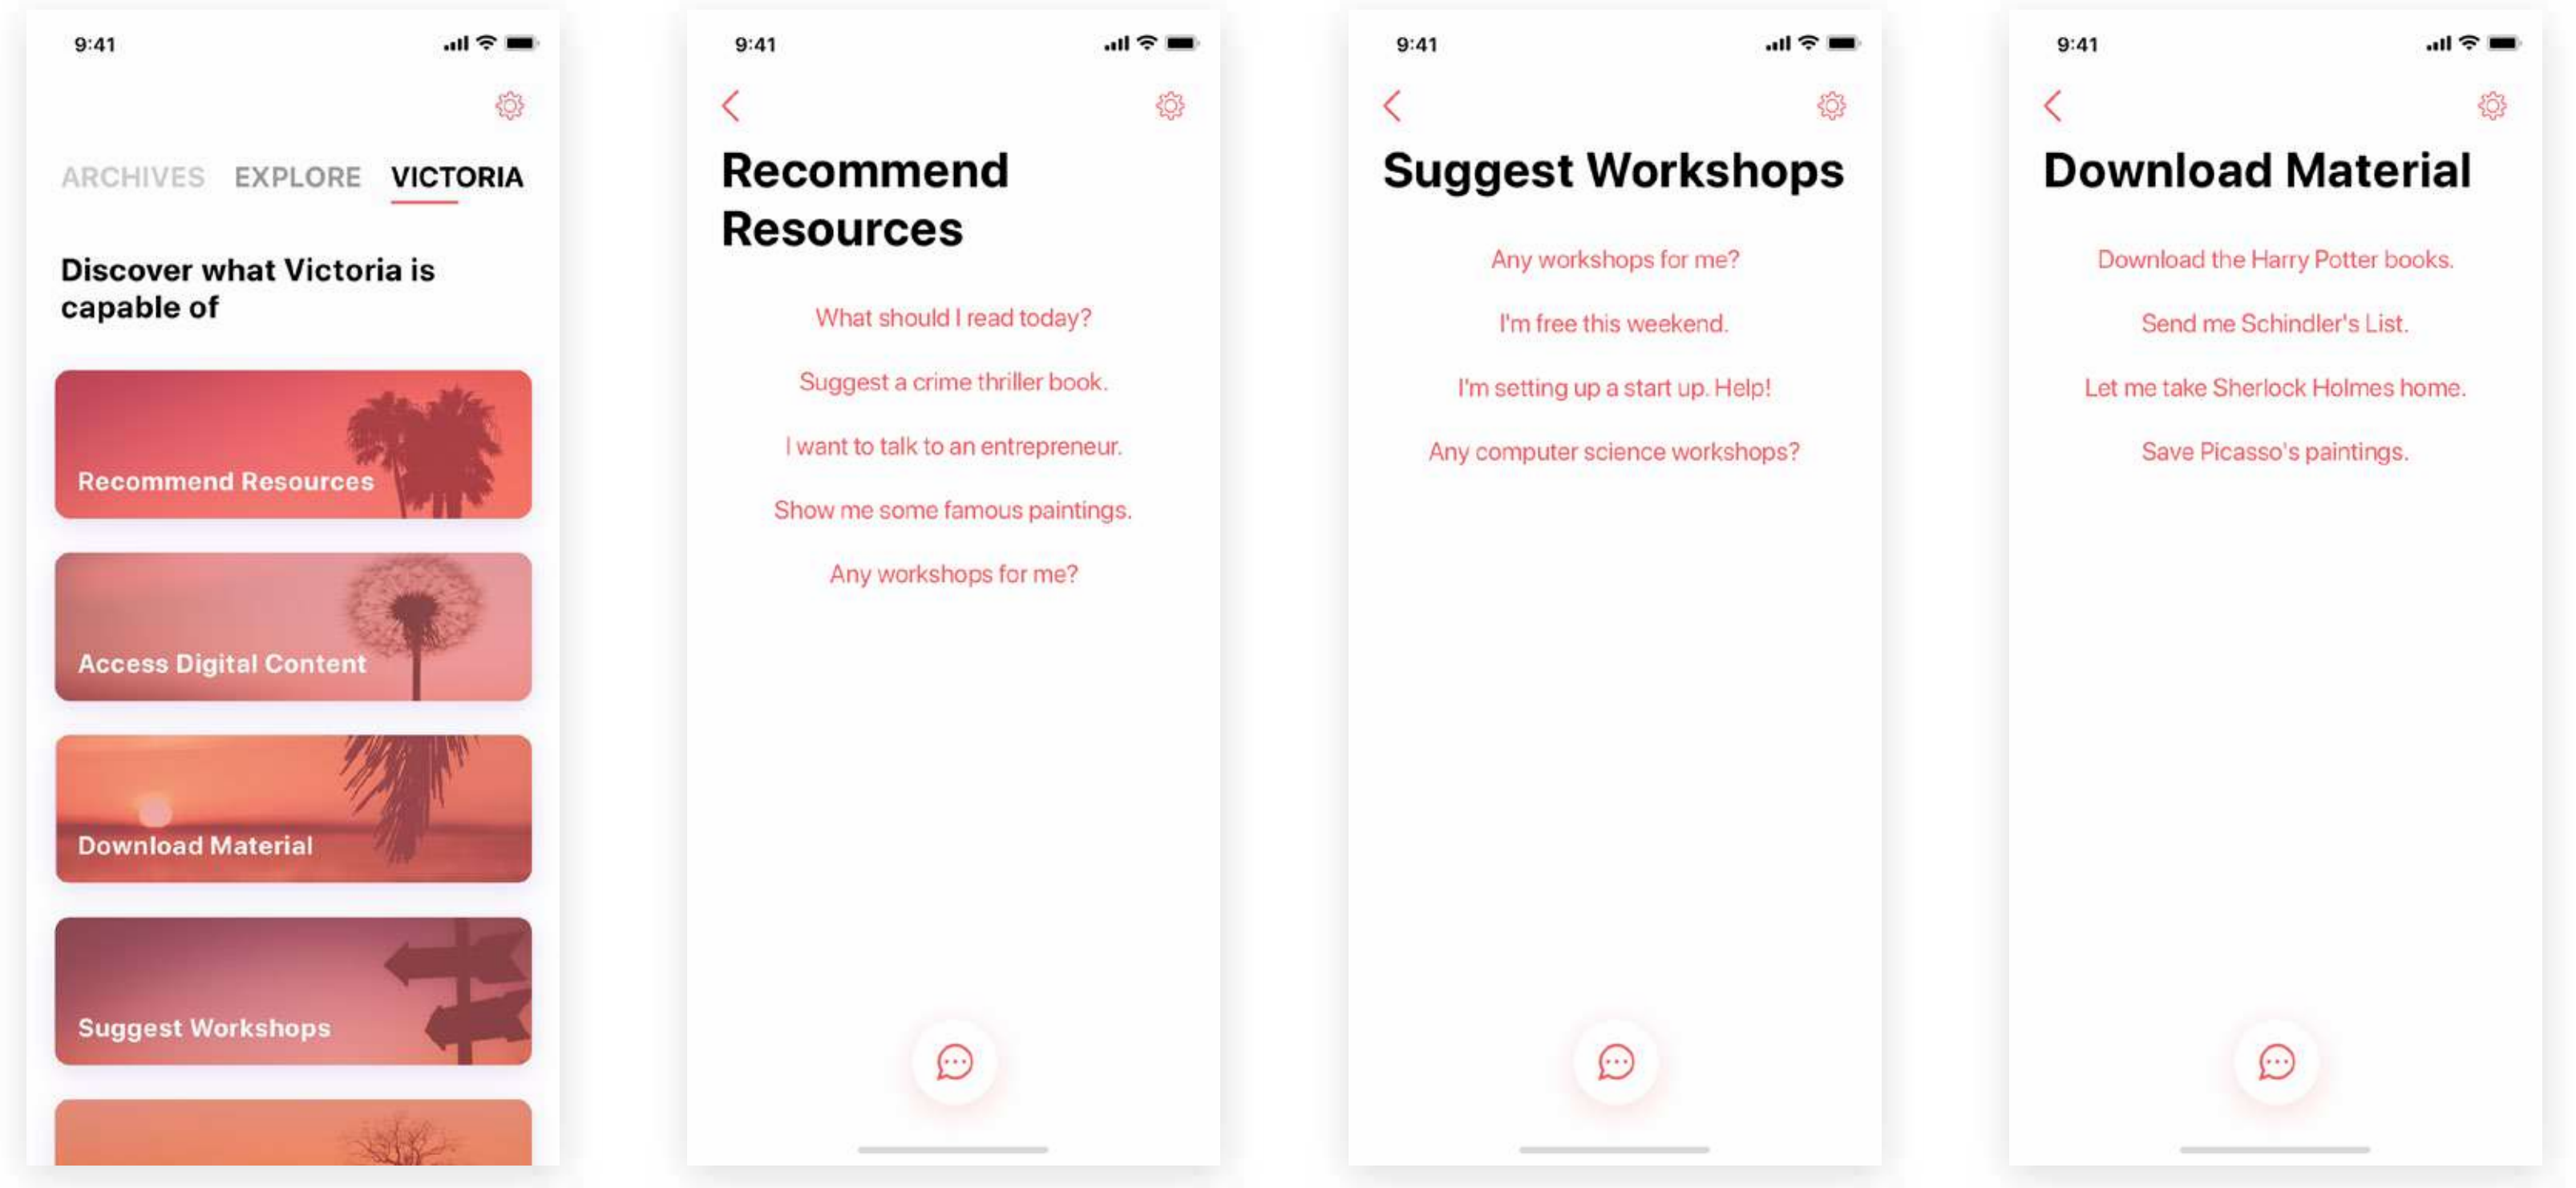 9:41
ARCHIVES EXPLORE VICTORIA
Discover what Victoria is
capable of
Recommend Resources
Access Digital Content
Download Material
Suggest Workshops
9:41
Recommend
Resources
What should I read today?
Suggest a crime thriller book.
I want to talk to an entrepreneur.
Show me some famous paintings.
Any workshops for me?
9:41
Suggest Workshops
Any workshops for me?
I'm free this weekend.
I'm setting up a start up. Help!
Any computer science workshops?
9:41
Download Material
Download the Harry Potter books.
Send me Schindler's List.
Let me take Sherlock Holmes home.
Save Picasso's paintings.